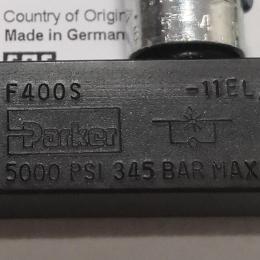 Country of Origin
Made in German
F400S -11EL
Parker
5000 PSI 345 BAR MAX